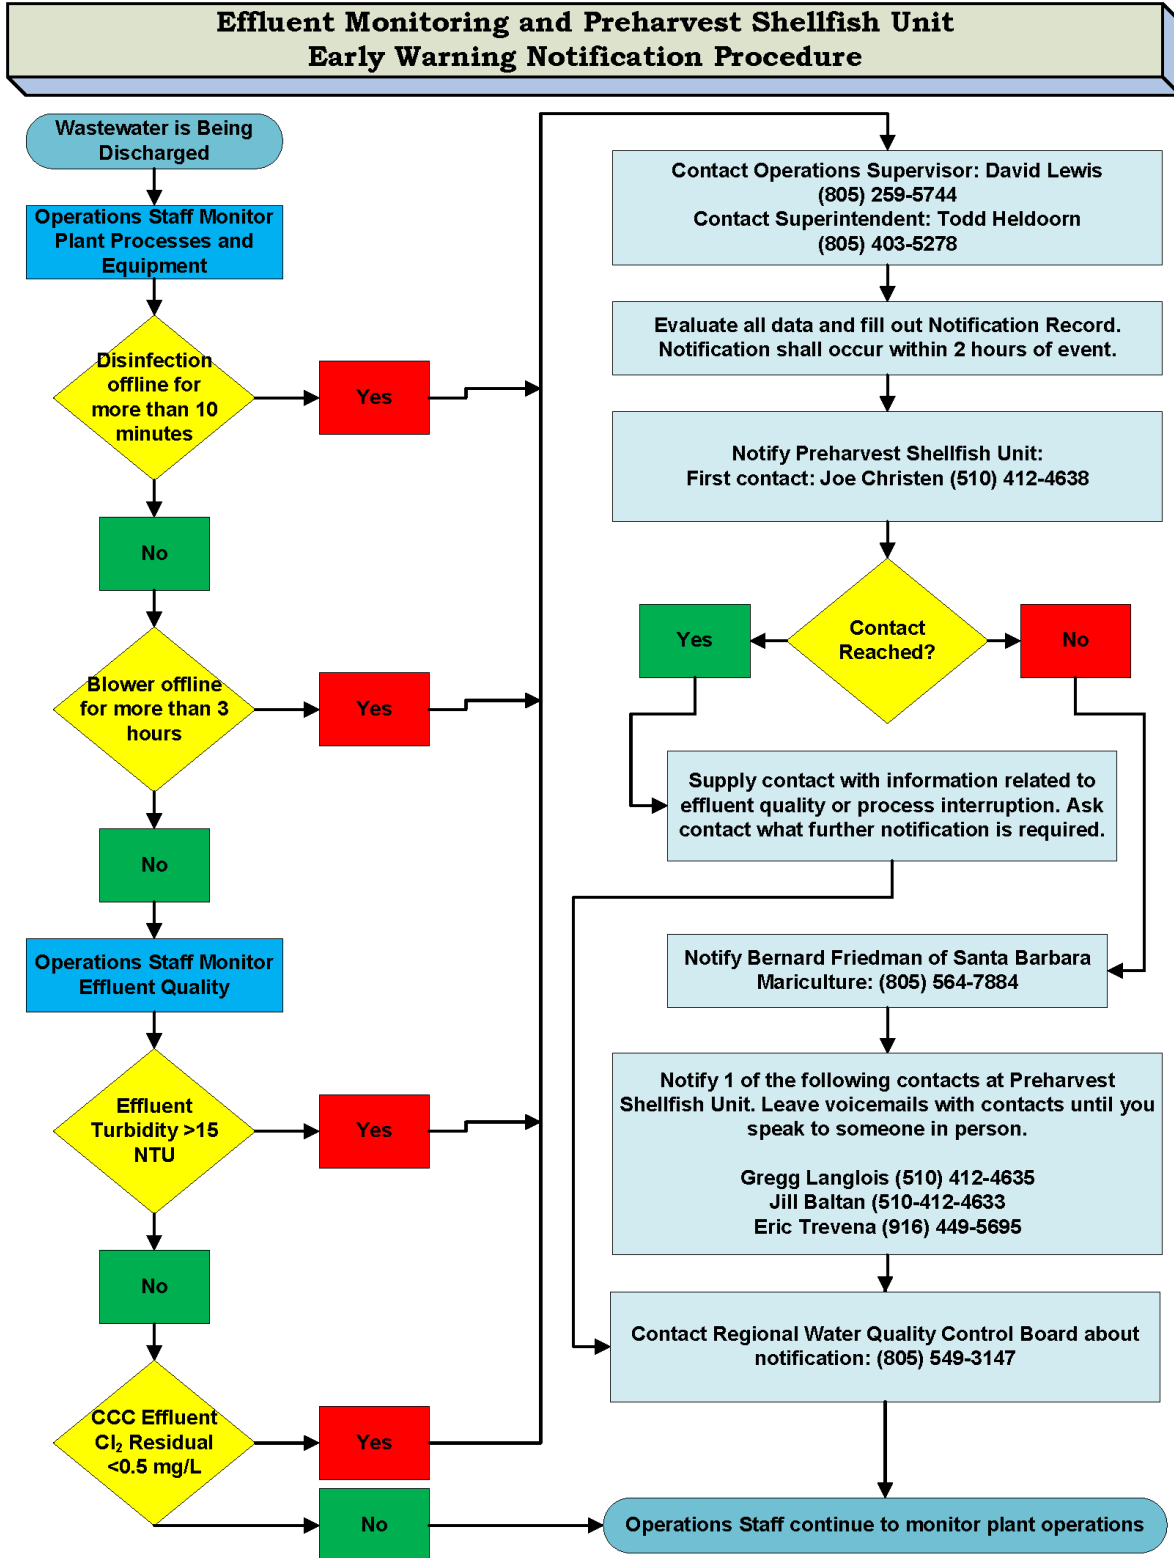 Effluent Monitoring and Preharvest Shellfish Unit
Early Warning Notification Procedure
Wastewater is Being
Discharged
Operations Staff Monitor
Plant Processes and
Equipment
Disinfection
offline for
more than 10
minutes
Yes
No
Blower offline
for more than 3
hours
Yes
No
Operations Staff Monitor
Effluent Quality
Effluent
Turbidity >15
NTU
Yes
No
CCC Effluent
Cl₂ Residual
<0.5 mg/L
Yes
No
Contact Operations Supervisor: David Lewis
(805) 259-5744
Contact Superintendent: Todd Heldoorn
(805) 403-5278
Evaluate all data and fill out Notification Record.
Notification shall occur within 2 hours of event.
Notify Preharvest Shellfish Unit:
First contact: Joe Christen (510) 412-4638
Contact
Reached?
Yes
No
Supply contact with information related to
effluent quality or process interruption. Ask
contact what further notification is required.
Notify Bernard Friedman of Santa Barbara
Mariculture: (805) 564-7884
Notify 1 of the following contacts at Preharvest
Shellfish Unit. Leave voicemails with contacts until you
speak to someone in person.
Gregg Langlois (510) 412-4635
Jill Baltan (510-412-4633
Eric Trevena (916) 449-5695
Contact Regional Water Quality Control Board about
notification: (805) 549-3147
Operations Staff continue to monitor plant operations